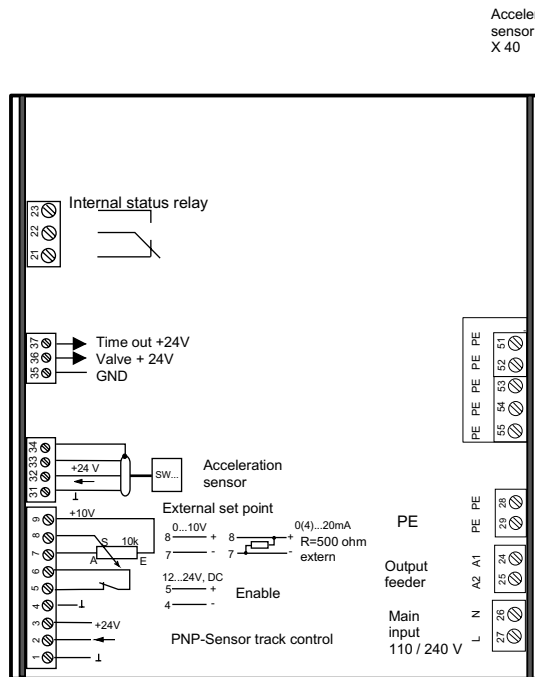 Acceler
sensor
X 40
Internal status relay
23
22
21
37
36
35
Time out +24V
Valve + 24V
GND
34
33
32
31
+24 V
SW...
Acceleration
sensor
External set point
9
8
7
6
5
4
3
2
1
+10V
S
10k
A
E
0...10V
8 +
7 -
8 +
7 -
0(4)...20mA
R=500 ohm
extern
12...24V, DC
5 +
4 -
Enable
+24V
PNP-Sensor track control
PE 51
PE 52
PE 53
PE 54
PE 55
PE
PE 28
PE 29
Output
feeder
A1 24
A2 25
Main
input
110 / 240 V
N 26
L 27